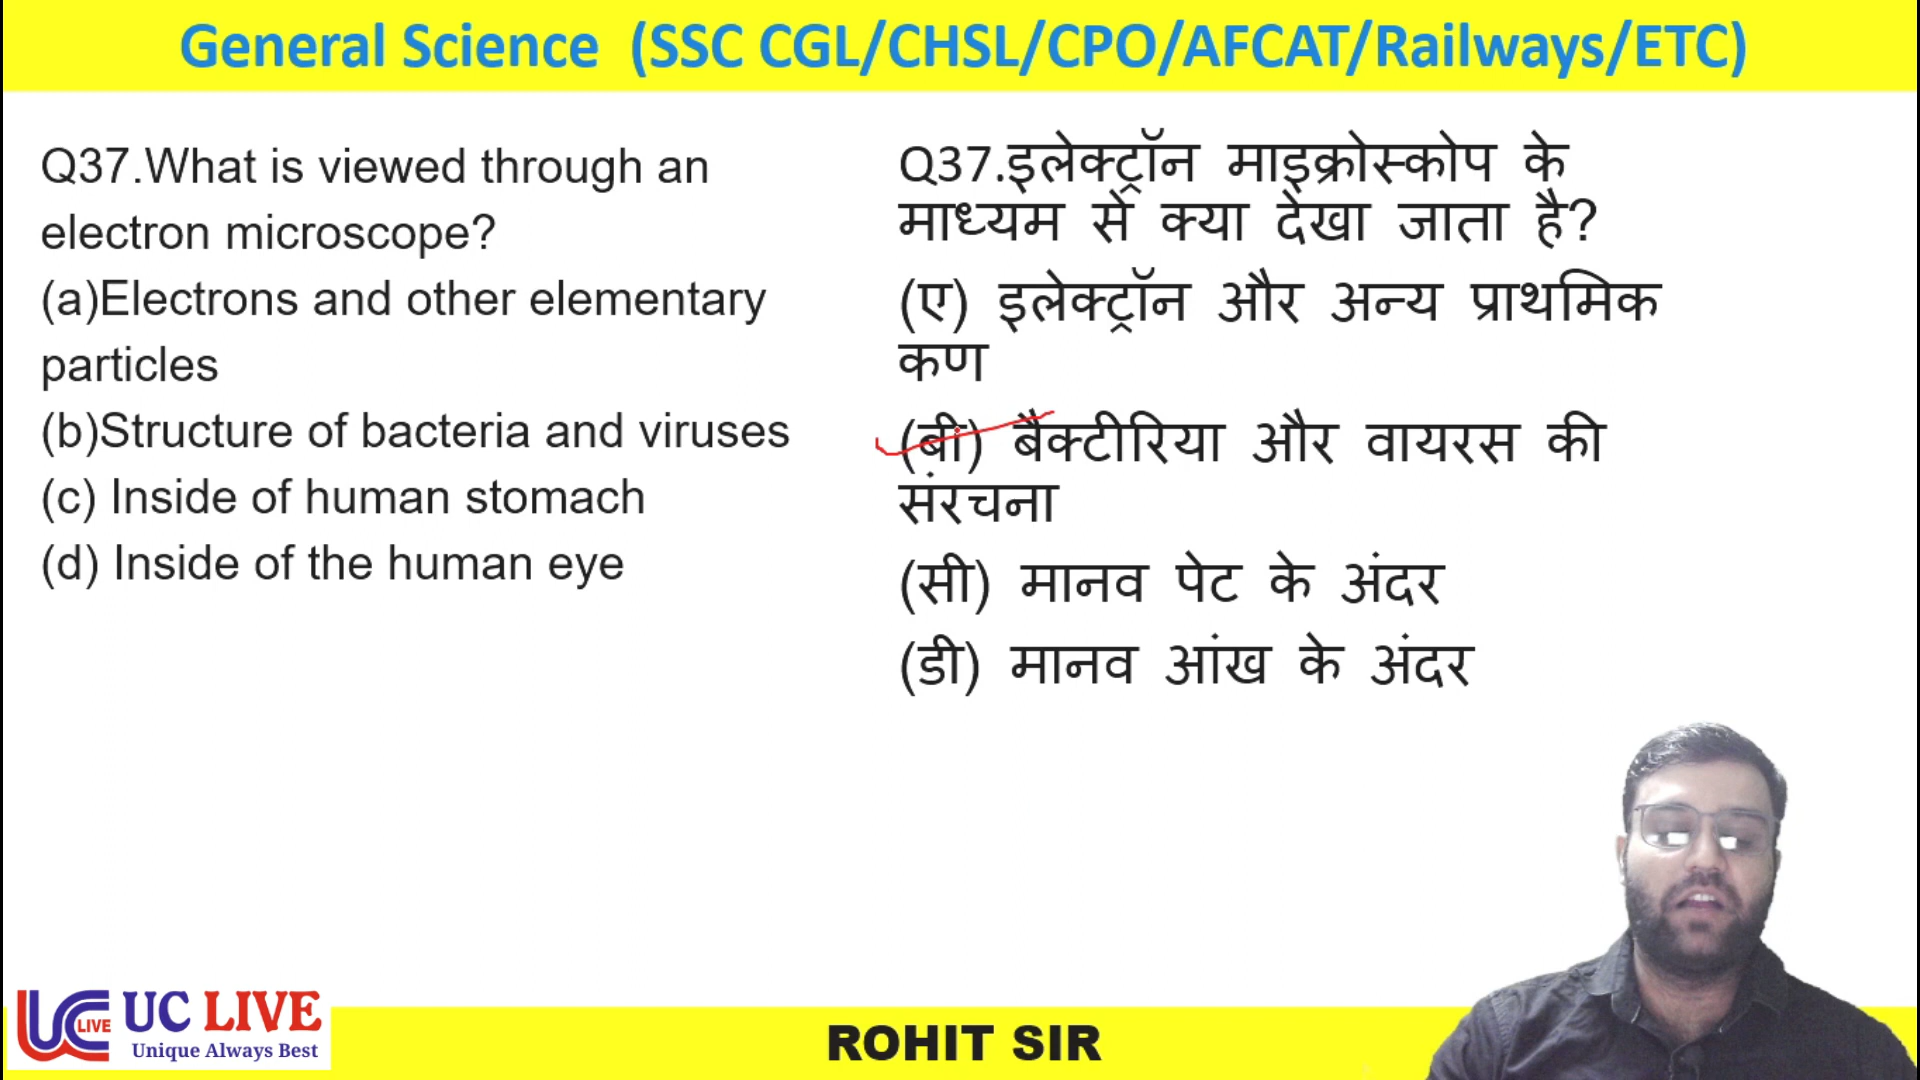 General Science (SSC CGL/CHSL/CPO/AFCAT/Railways/ETC)
Q37.What is viewed through an
electron microscope?
(a)Electrons and other elementary
particles
(b)Structure of bacteria and viruses
(c) Inside of human stomach
(d) Inside of the human eye
Q37.इलेक्ट्रॉन माइक्रोस्कोप के
माध्यम से क्या देखा जाता है?
(ए) इलेक्ट्रॉन और अन्य प्राथमिक
कण
(बी) बैक्टीरिया और वायरस की
संरचना
(सी) मानव पेट के अंदर
(डी) मानव आंख के अंदर
LIVE
UC LIVE
Unique Always Best
ROHIT SIR